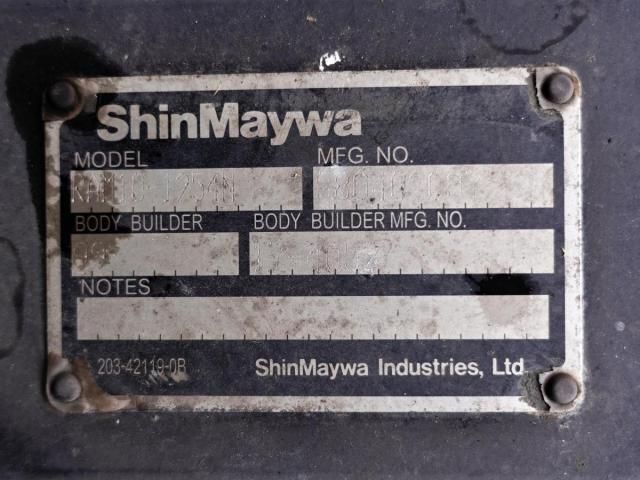 ShinMaywa
MODEL
MFG. NO.
BODY BUILDER
BODY BUILDER MFG. NO.
NOTES
203-42119-0B
ShinMaywa Industries, Ltd.